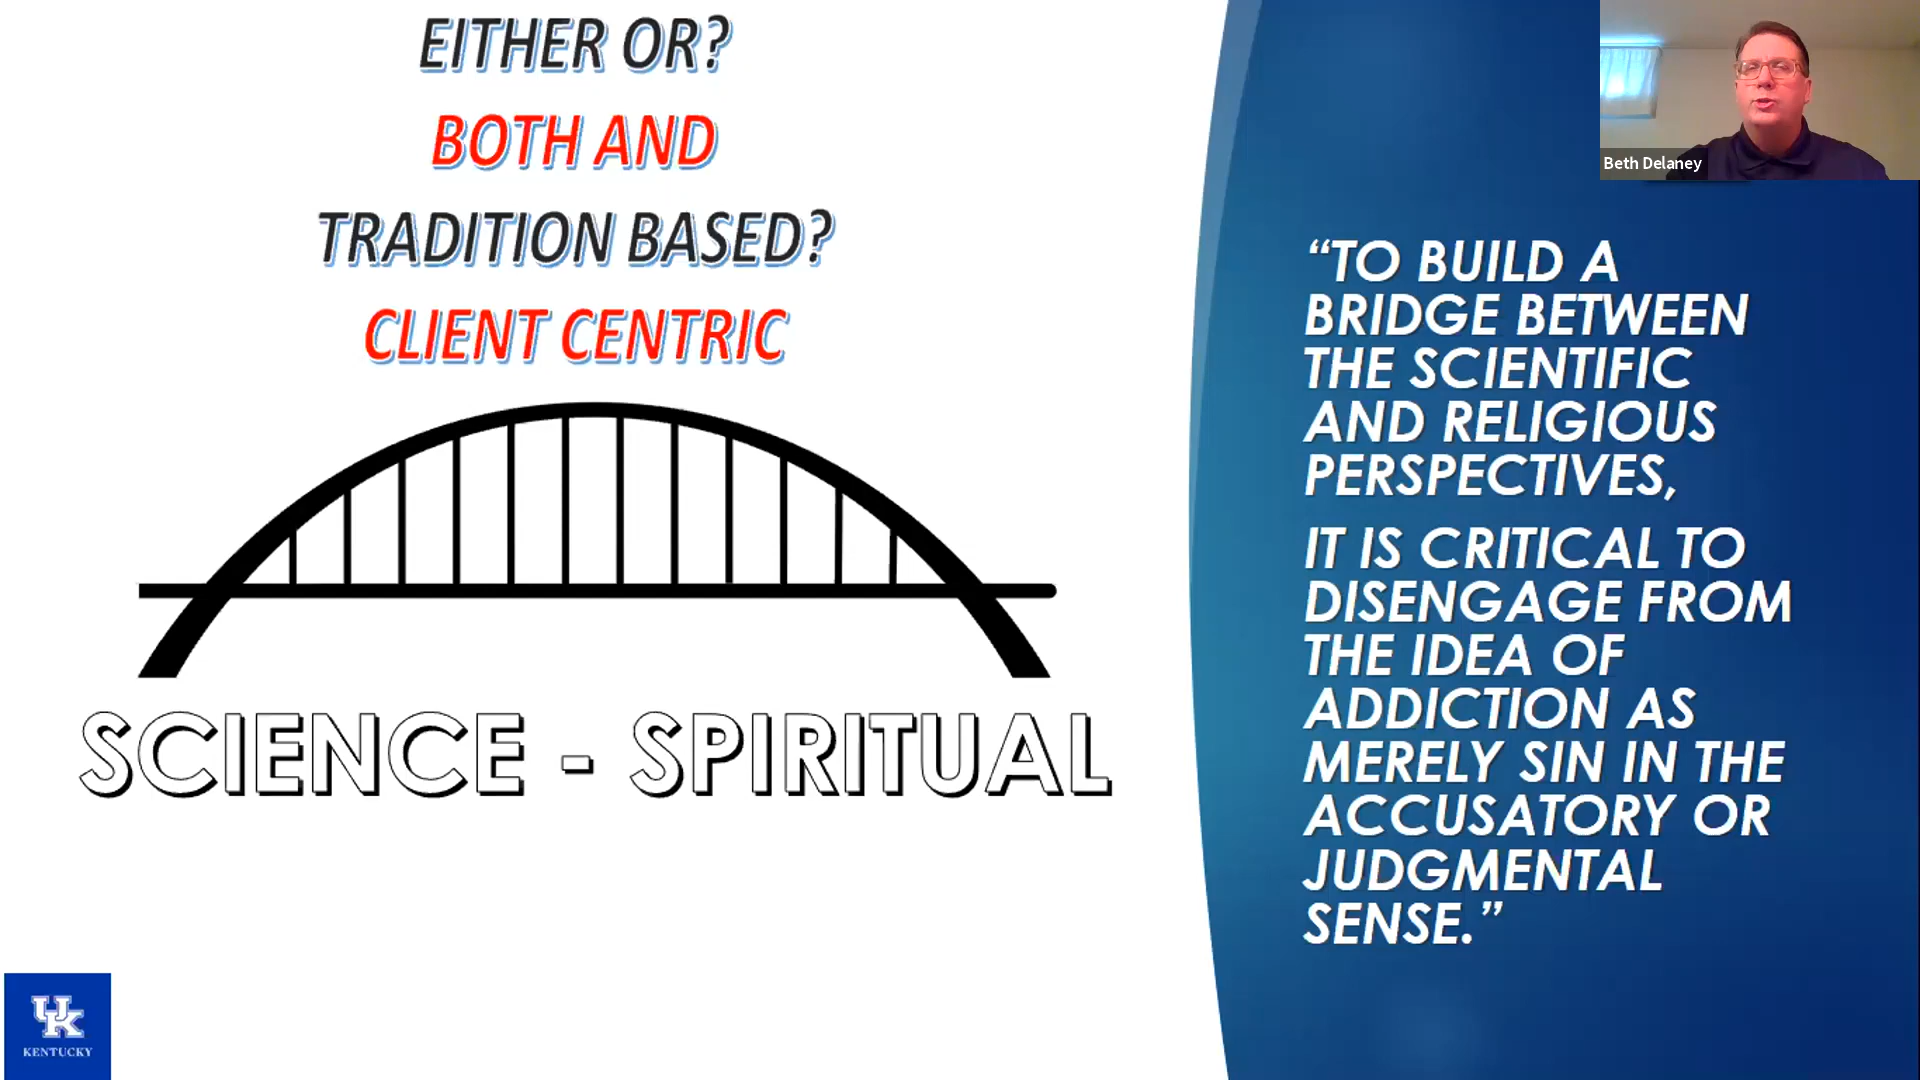 EITHER OR?
BOTH AND
TRADITION BASED?
CLIENT CENTRIC
SCIENCE - SPIRITUAL
UK
KENTUCKY
Beth Delaney
“TO BUILD A
BRIDGE BETWEEN
THE SCIENTIFIC
AND RELIGIOUS
PERSPECTIVES,
IT IS CRITICAL TO
DISENGAGE FROM
THE IDEA OF
ADDICTION AS
MERELY SIN IN THE
ACCUSATORY OR
JUDGMENTAL
SENSE.”